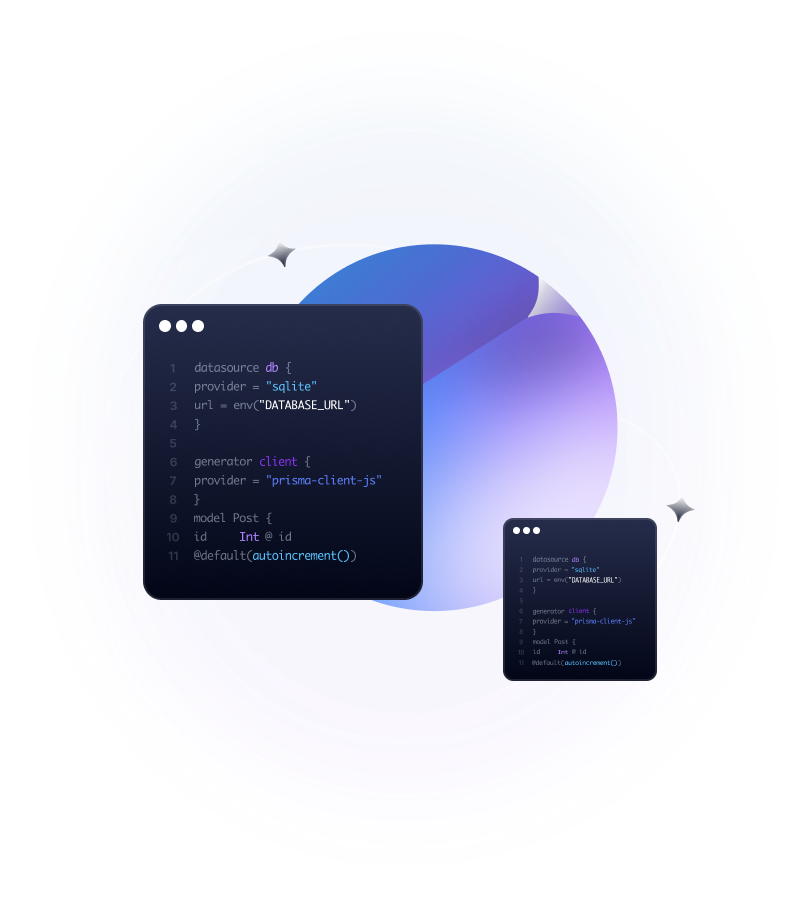 1 datasource db {
2 provider = "sqlite"
3 url = env("DATABASE_URL")
4 }
5
6 generator client {
7 provider = "prisma-client-js"
8 }
9 model Post {
10 id Int @ id
11 @default(autoincrement())
1 datasource db {
2 provider = "sqlite"
3 url = env("DATABASE_URL")
4 }
5
6 generator client {
7 provider = "prisma-client-js"
8 }
9 model Post {
10 id Int @ id
11 @default(autoincrement())